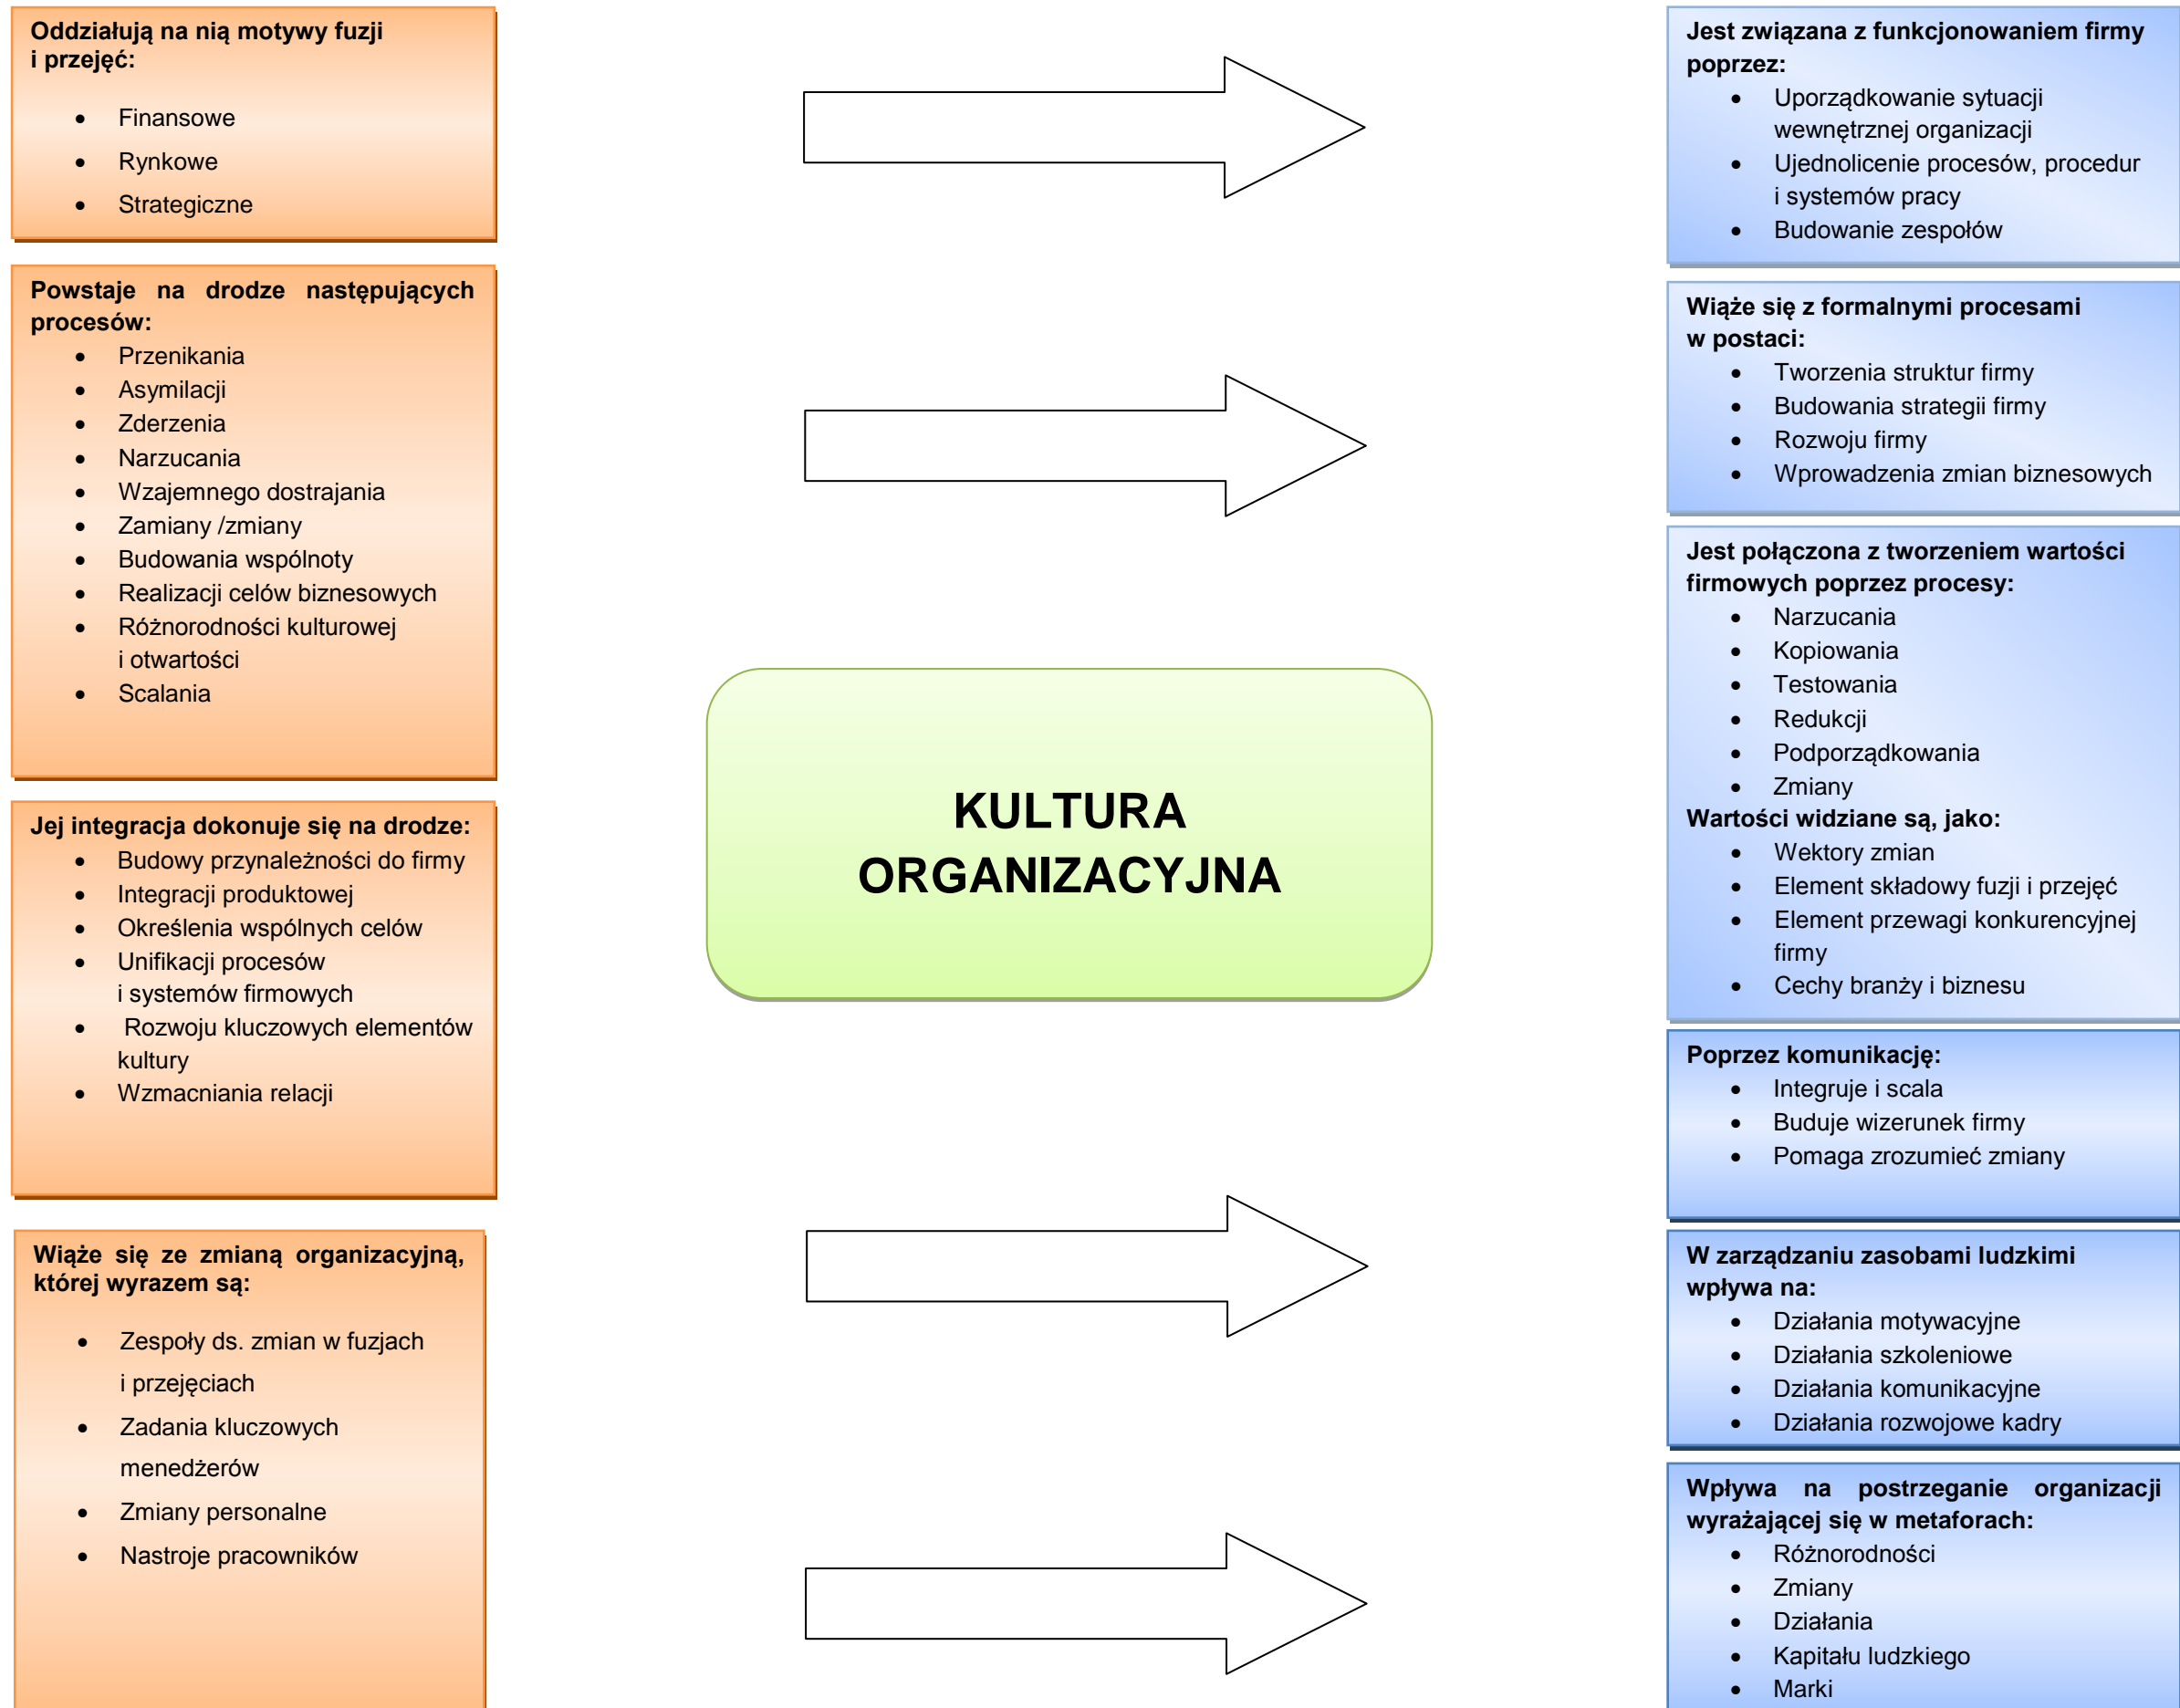 Oddziałują na nią motywy fuzji
i przejęć:
• Finansowe
• Rynkowe
• Strategiczne
Powstaje na drodze następujących
procesów:
• Przenikania
• Asymilacji
• Zderzenia
• Narzucania
• Wzajemnego dostrajania
• Zamiany /zmiany
• Budowania wspólnoty
• Realizacji celów biznesowych
• Różnorodności kulturowej
i otwartości
• Scalania
Jej integracja dokonuje się na drodze:
• Budowy przynależności do firmy
• Integracji produktowej
• Określenia wspólnych celów
• Unifikacji procesów
i systemów firmowych
• Rozwoju kluczowych elementów
kultury
• Wzmacniania relacji
Wiąże się ze zmianą organizacyjną,
której wyrazem są:
• Zespoły ds. zmian w fuzjach
i przejęciach
• Zadania kluczowych
menedżerów
• Zmiany personalne
• Nastroje pracowników
KULTURA
ORGANIZACYJNA
Jest związana z funkcjonowaniem firmy
poprzez:
• Uporządkowanie sytuacji
wewnętrznej organizacji
• Ujednolicenie procesów, procedur
i systemów pracy
• Budowanie zespołów
Wiąże się z formalnymi procesami
w postaci:
• Tworzenia struktur firmy
• Budowania strategii firmy
• Rozwoju firmy
• Wprowadzenia zmian biznesowych
Jest połączona z tworzeniem wartości
firmowych poprzez procesy:
• Narzucania
• Kopiowania
• Testowania
• Redukcji
• Podporządkowania
• Zmiany
Wartości widziane są, jako:
• Wektory zmian
• Element składowy fuzji i przejęć
• Element przewagi konkurencyjnej
firmy
• Cechy branży i biznesu
Poprzez komunikację:
• Integruje i scala
• Buduje wizerunek firmy
• Pomaga zrozumieć zmiany
W zarządzaniu zasobami ludzkimi
wpływa na:
• Działania motywacyjne
• Działania szkoleniowe
• Działania komunikacyjne
• Działania rozwojowe kadry
Wpływa na postrzeganie organizacji
wyrażającej się w metaforach:
• Różnorodności
• Zmiany
• Działania
• Kapitału ludzkiego
• Marki